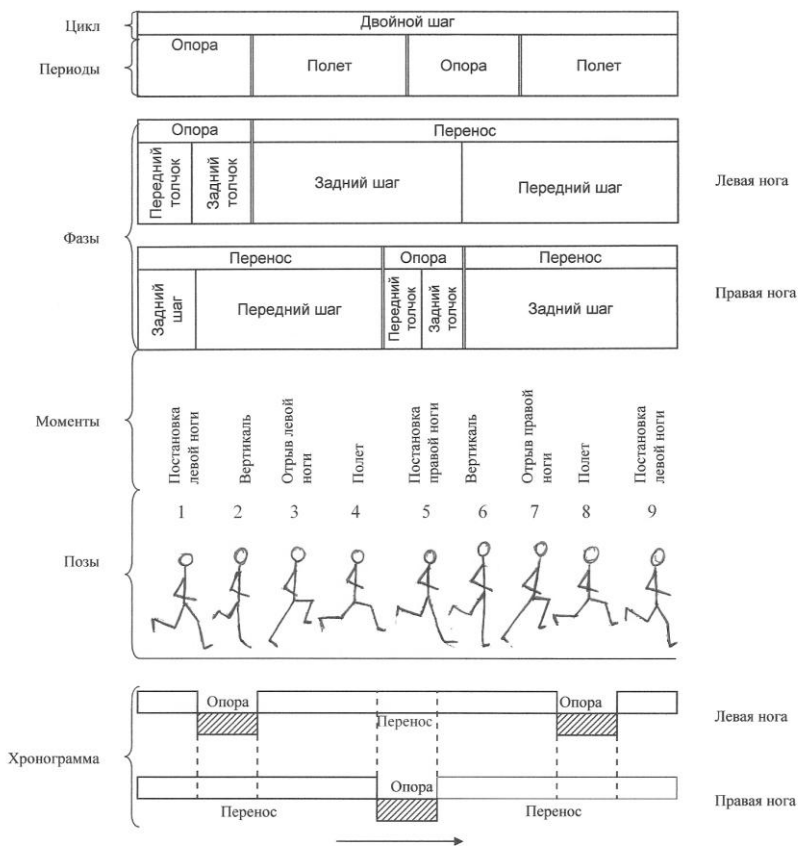 Цикл
Двойной шаг
Периоды
Опора
Полет
Опора
Полет
Фазы
Опора
Перенос
Передний
толчок
Задний
толчок
Задний шаг
Передний шаг
Левая нога
Перенос
Опора
Перенос
Задний
шаг
Передний шаг
Передний
толчок
Задний
толчок
Задний шаг
Правая нога
Моменты
Постановка
левой ноги
Вертикаль
Отрыв левой
ноги
Полет
Постановка
правой ноги
Вертикаль
Отрыв правой
ноги
Полет
Постановка
левой ноги
Позы
1 2 3 4 5 6 7 8 9
Хронограмма
Опора
Перенос
Опора
Левая нога
Опора
Перенос
Перенос
Правая нога